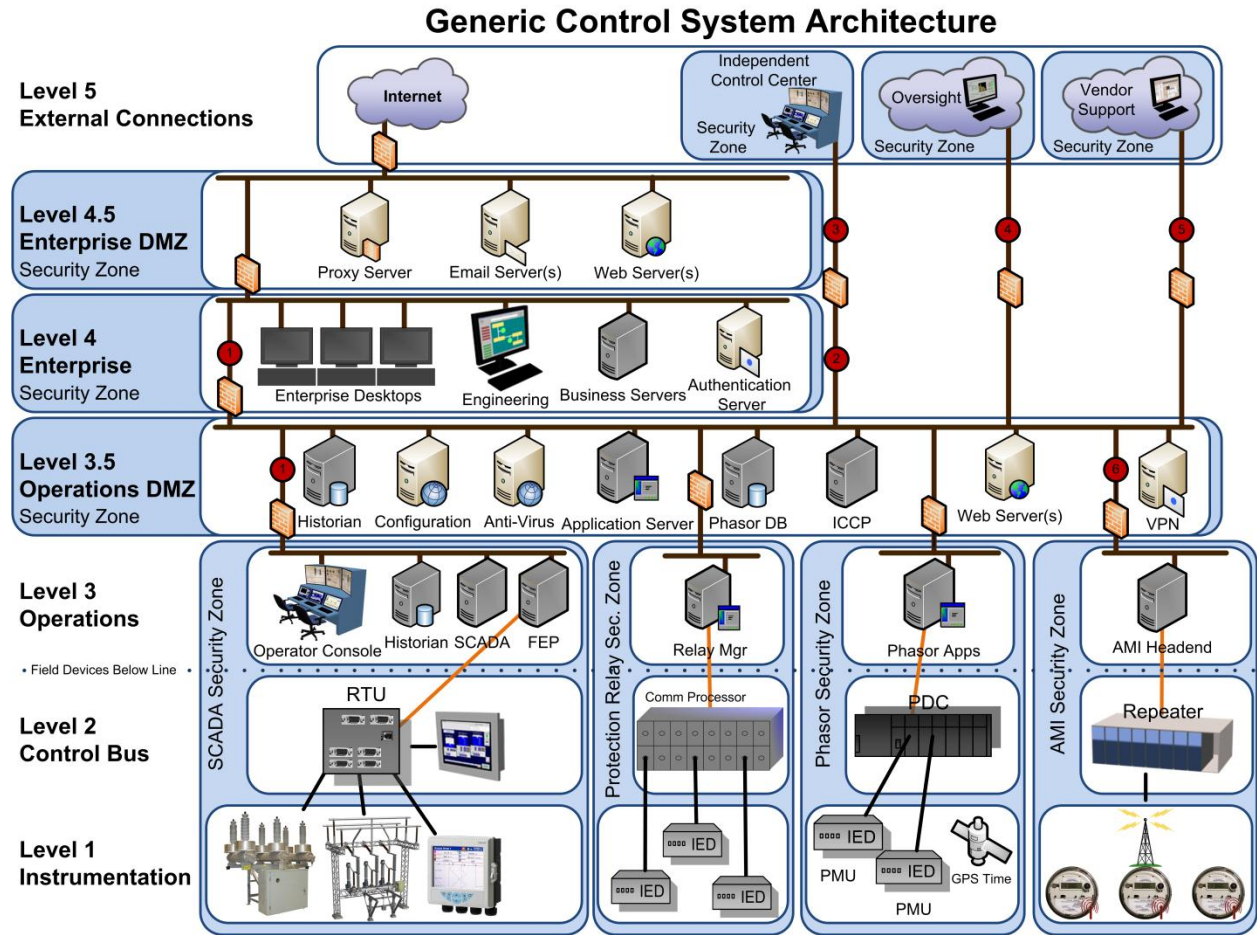 Generic Control System Architecture
Level 5
External Connections
Internet
Independent
Control Center
Security
Zone
Oversight
Security Zone
Vendor
Support
Security Zone
Level 4.5
Enterprise DMZ
Security Zone
Proxy Server
Email Server(s)
Web Server(s)
3
4
5
Level 4
Enterprise
Security Zone
1
Enterprise Desktops
Engineering
Business Servers
Authentication
Server
2
Level 3.5
Operations DMZ
Security Zone
1
Historian
Configuration
Anti-Virus
Application Server
Phasor DB
ICCP
Web Server(s)
6
VPN
Level 3
Operations
SCADA Security Zone
Operator Console
Historian
SCADA
FEP
Protection Relay Sec. Zone
Relay Mgr
Phasor Security Zone
Phasor Apps
AMI Security Zone
AMI Headend
• Field Devices Below Line
Level 2
Control Bus
RTU
Comm Processor
PDC
Repeater
Level 1
Instrumentation
IED
IED
IED
IED
PMU
IED
PMU
GPS Time